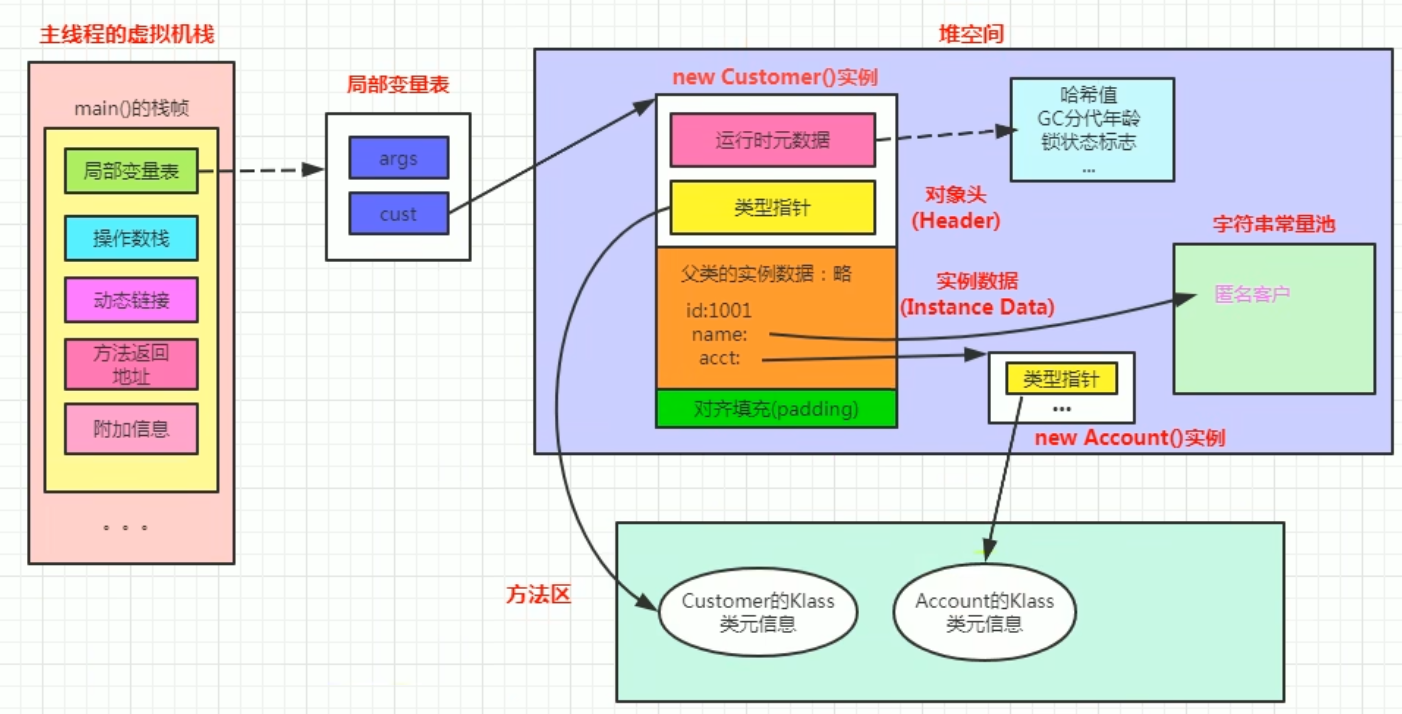 主线程的虚拟机栈
main()的栈帧
局部变量表
操作数栈
动态链接
方法返回
地址
附加信息
。。。
局部变量表
args
cust
堆空间
new Customer()实例
运行时元数据
类型指针
哈希值
GC分代年龄
锁状态标志
...
对象头
(Header)
父类的实例数据：略
id:1001
name:
acct:
实例数据
(Instance Data)
对齐填充(padding)
字符串常量池
匿名客户
类型指针
...
new Account()实例
方法区
Customer的Klass
类元信息
Account的Klass
类元信息